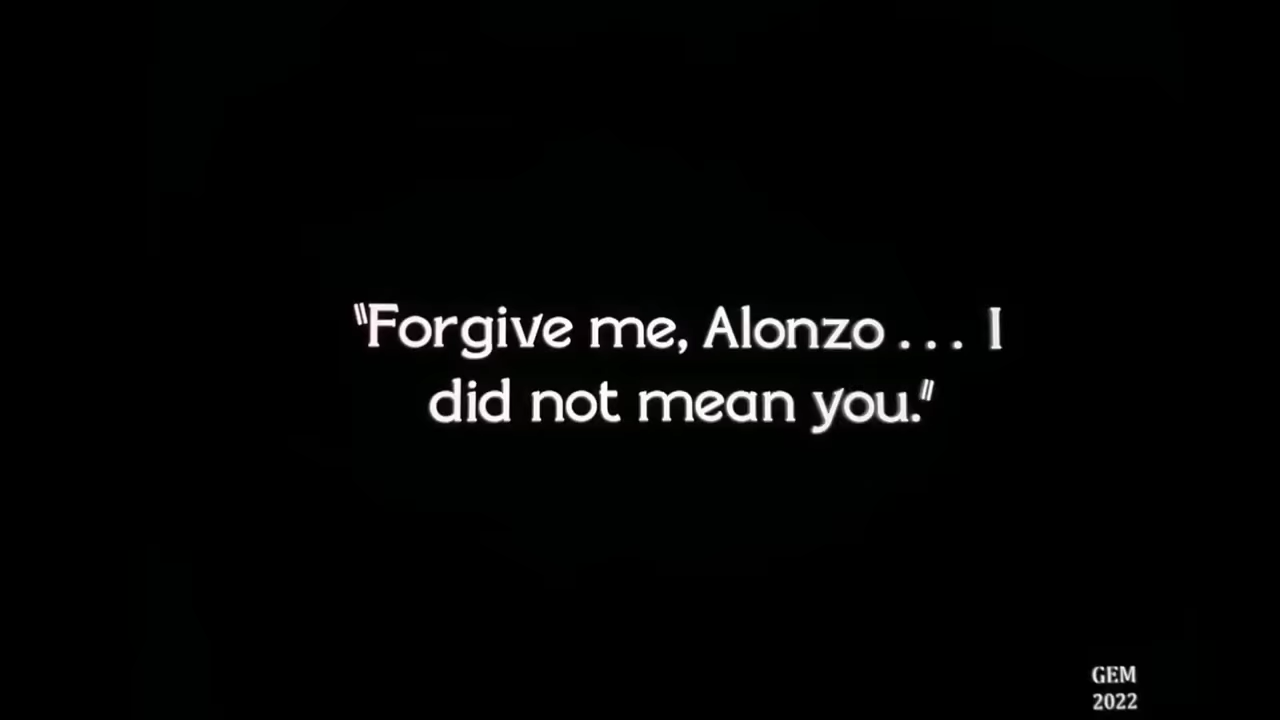 "Forgive me, Alonzo . . . I
did not mean you."
GEM
2022